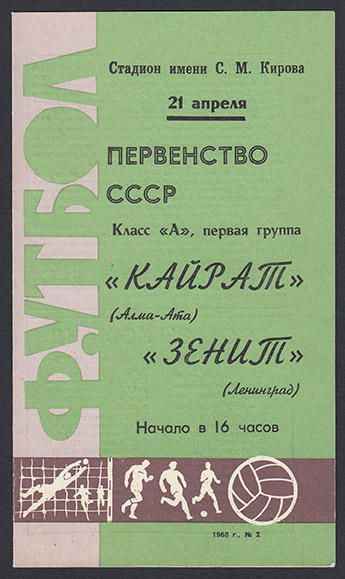 ФУТБОЛ
Стадион имени С. М. Кирова
21 апреля
ПЕРВЕНСТВО
СССР
Класс «А», первая группа
«КАЙРАТ»
(Алма-Ата)
«ЗЕНИТ»
(Ленинград)
Начало в 16 часов
1968 г., № 2